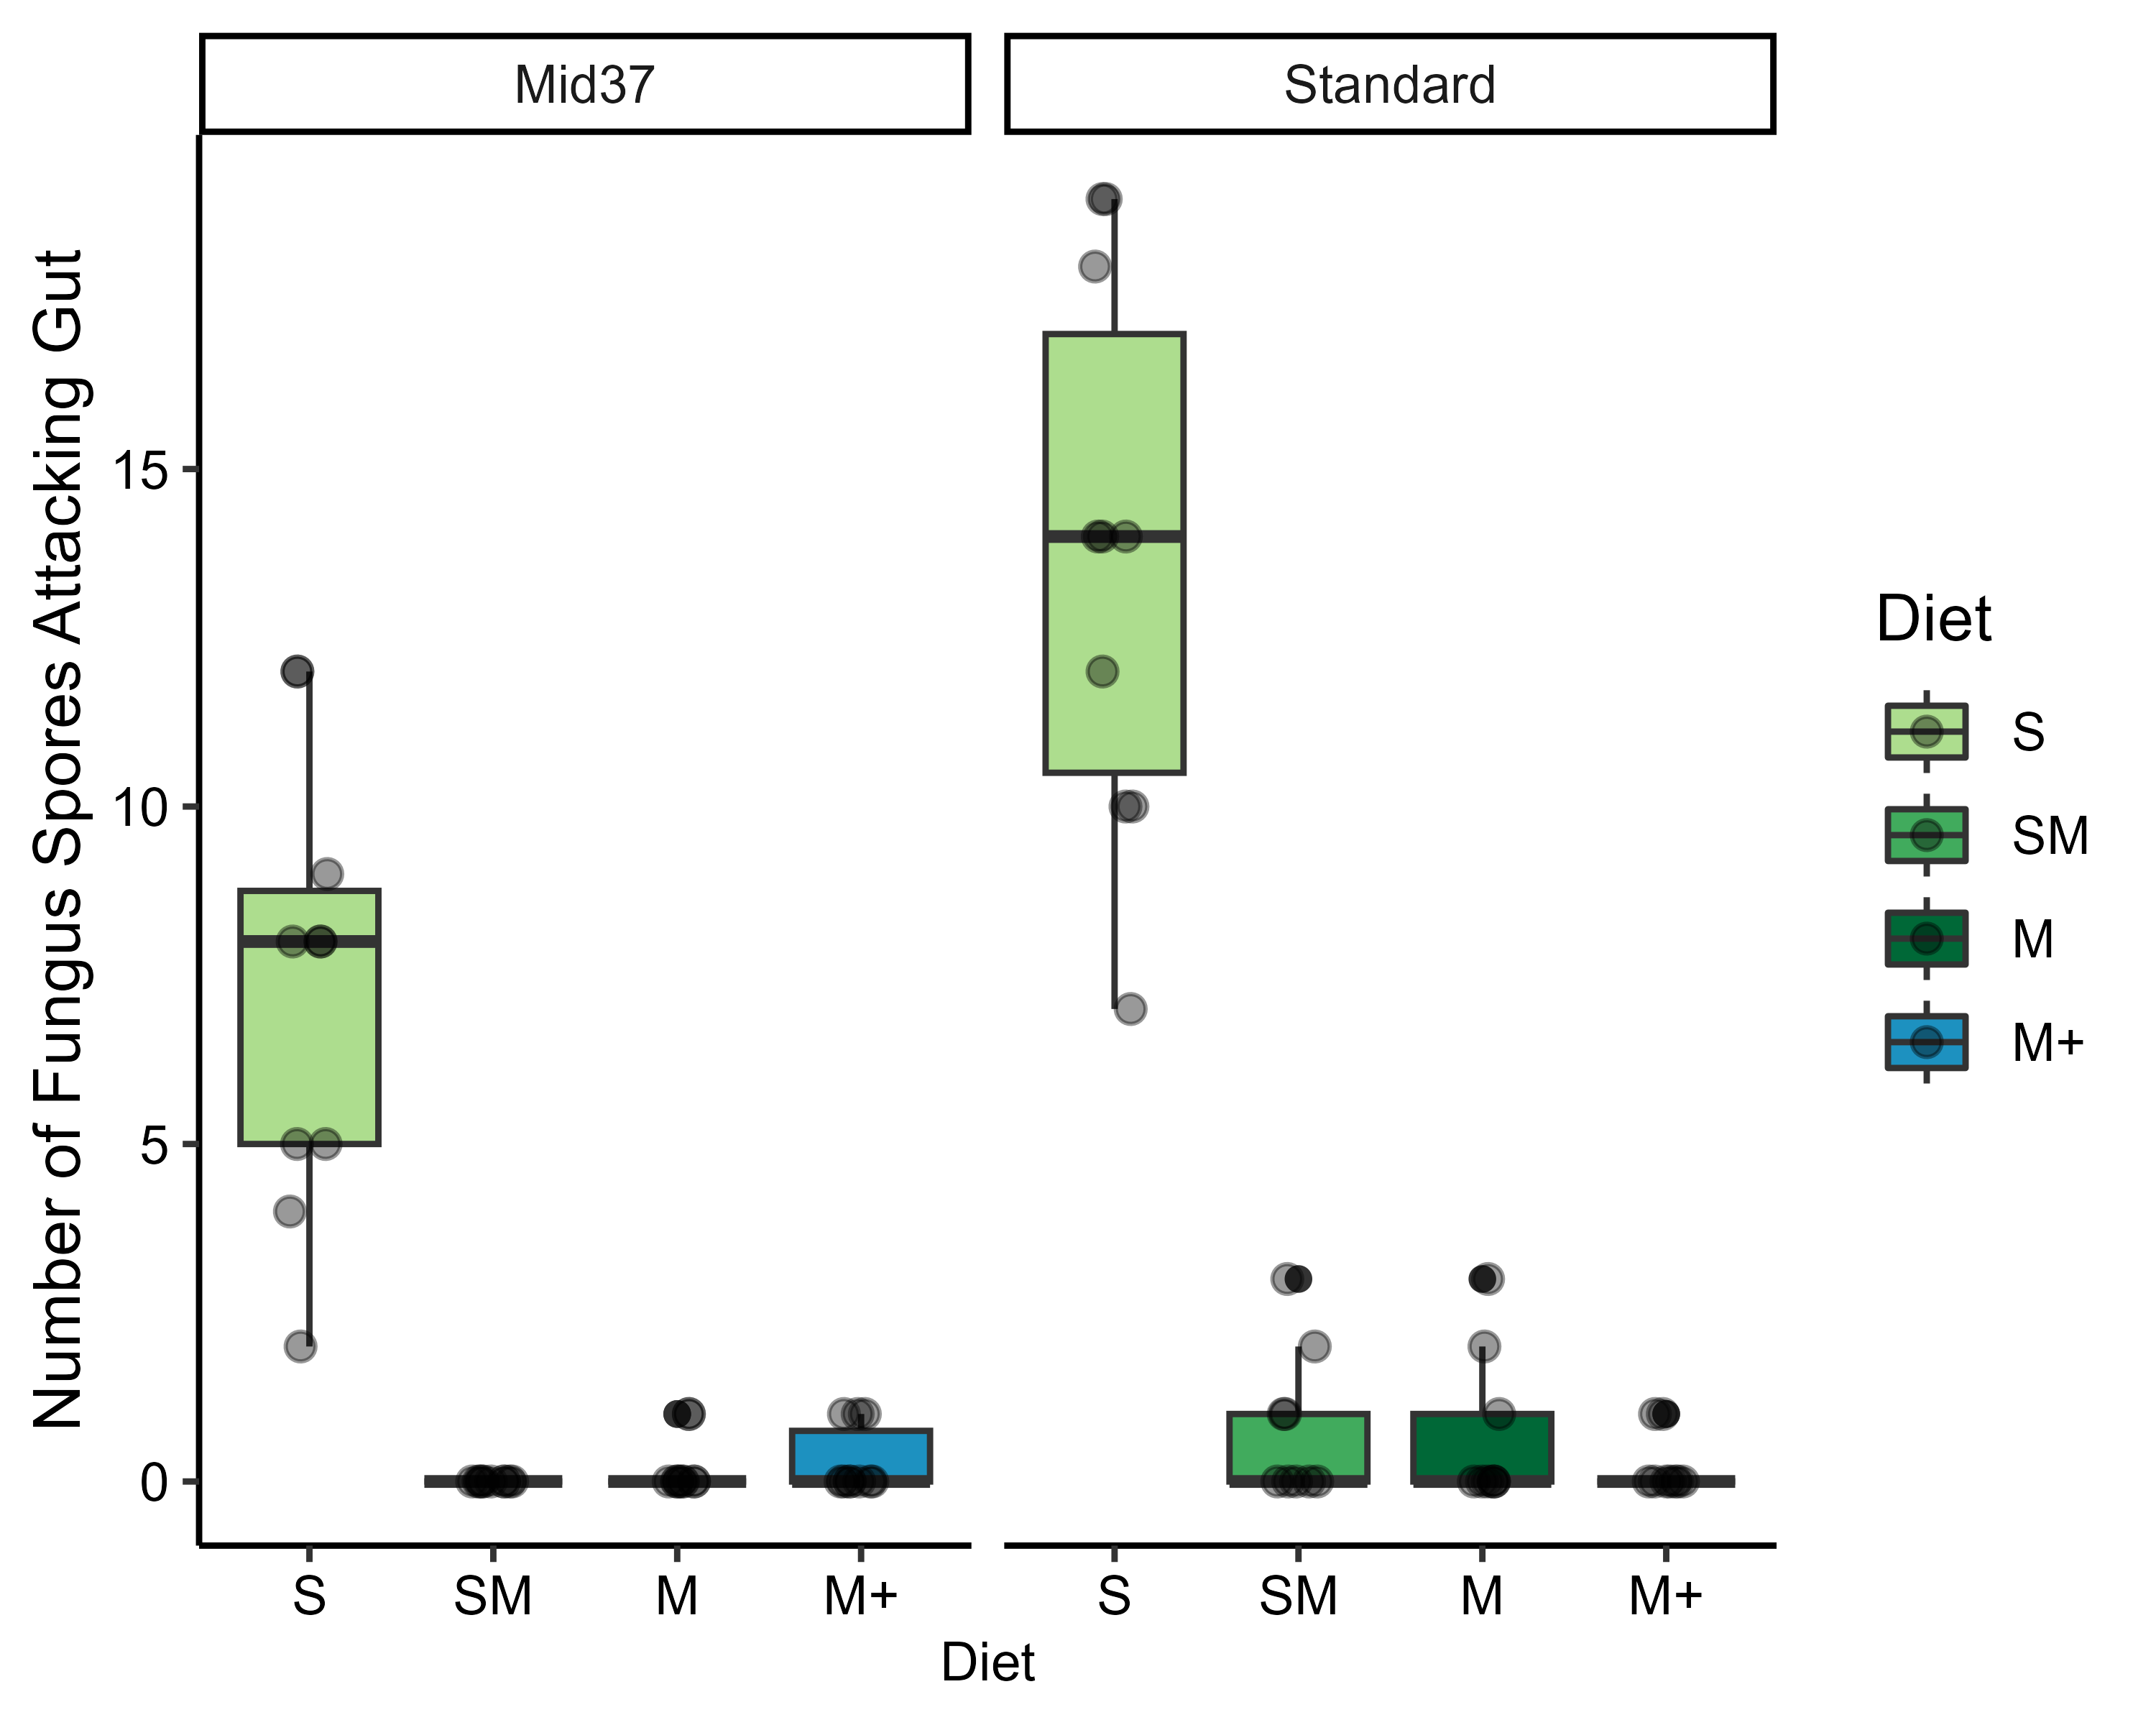 Mid37
Standard
Number of Fungus Spores Attacking Gut
15
10
5
0
S
SM
M
M+
S
SM
M
M+
Diet
Diet
S
SM
M
M+